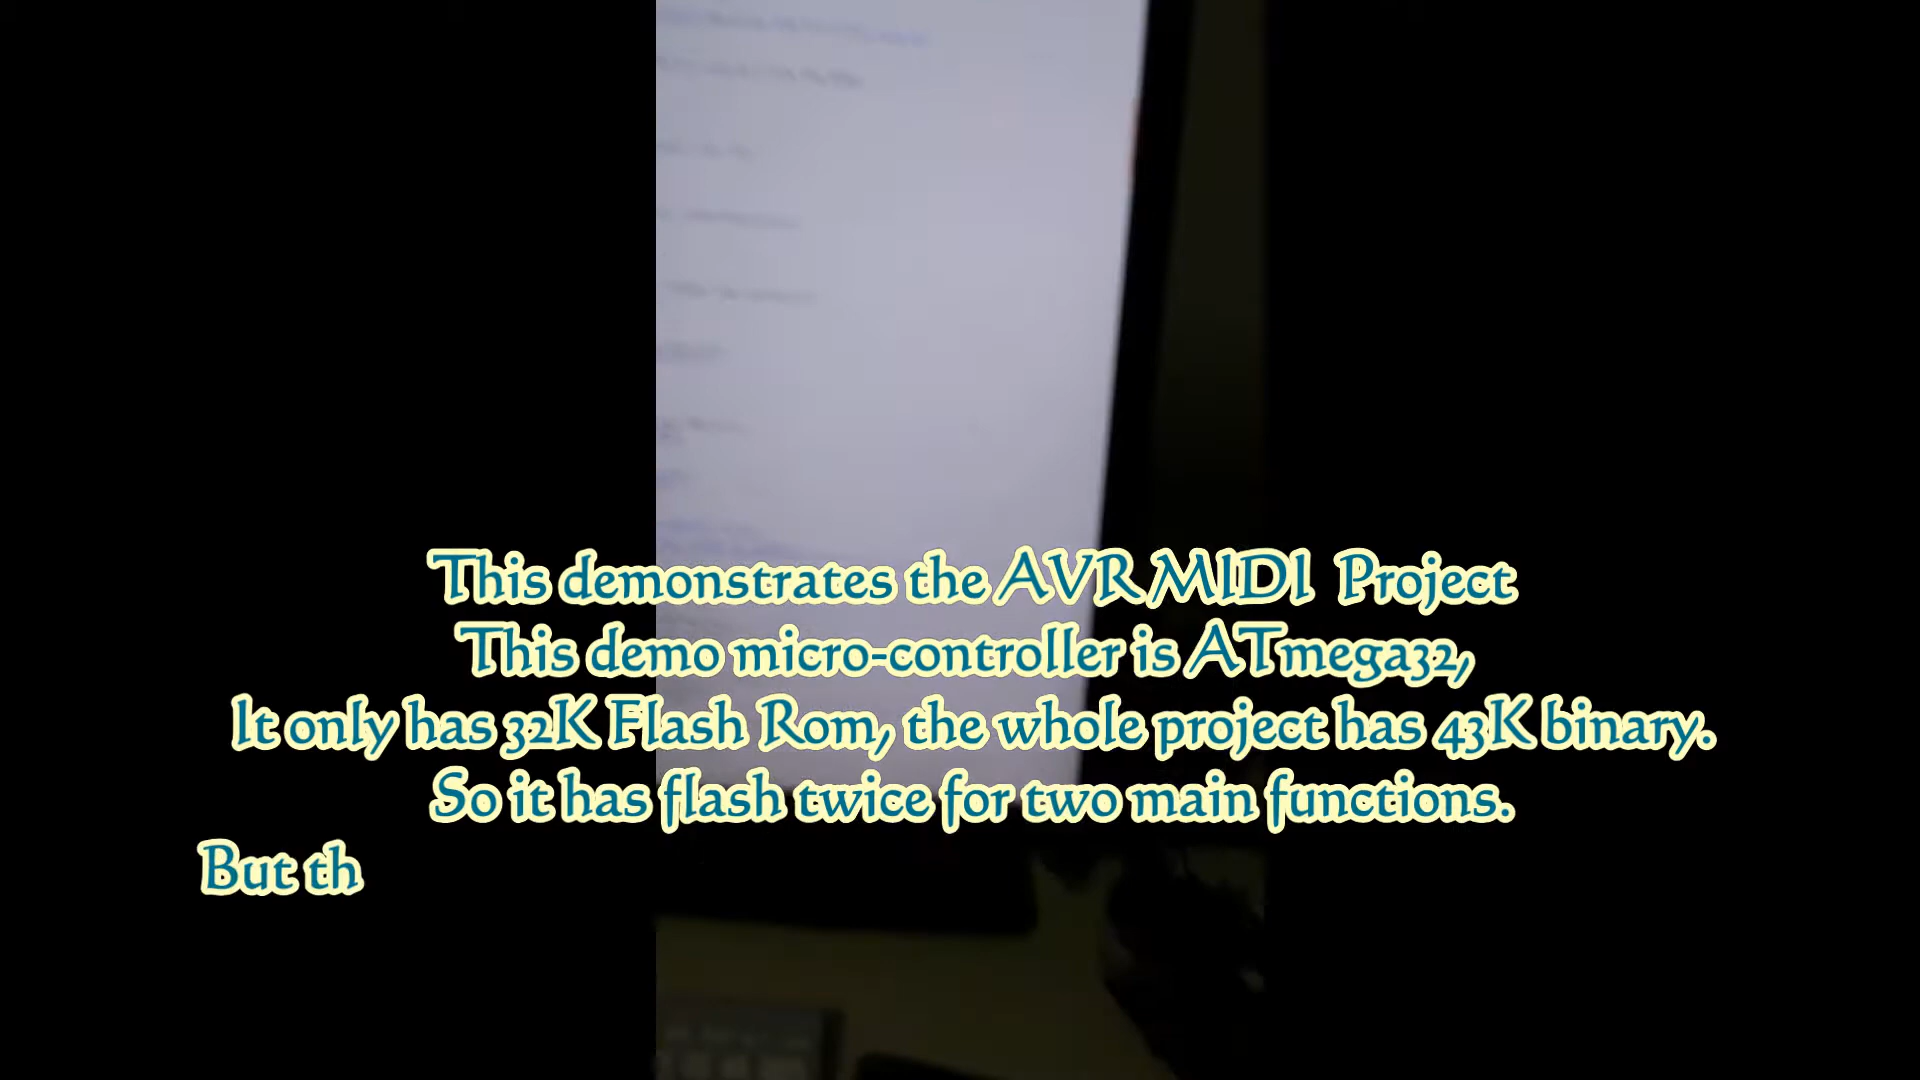 This demonstrates the AVR MIDI Project
This demo micro-controller is ATmega32,
It only has 32K Flash Rom, the whole project has 43K binary.
So it has flash twice for two main functions.
But th